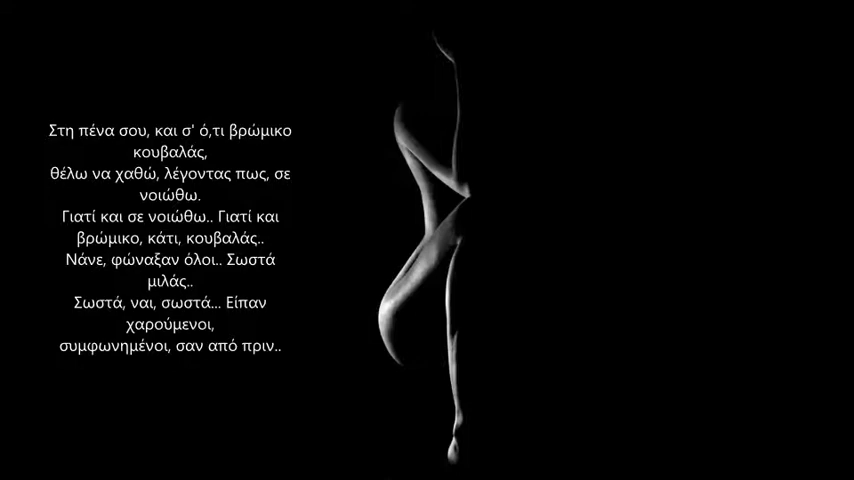 Στη πένα σου, και σ' ό,τι βρώμικο
κουβαλάς,
θέλω να χαθώ, λέγοντας πως, σε
νοιώθω.
Γιατί και σε νοιώθω.. Γιατί και
βρώμικο, κάτι, κουβαλάς..
Νάνε, φώναξαν όλοι.. Σωστά
μιλάς..
Σωστά, ναι, σωστά... Είπαν
χαρούμενοι,
συμφωνημένοι, σαν από πριν..